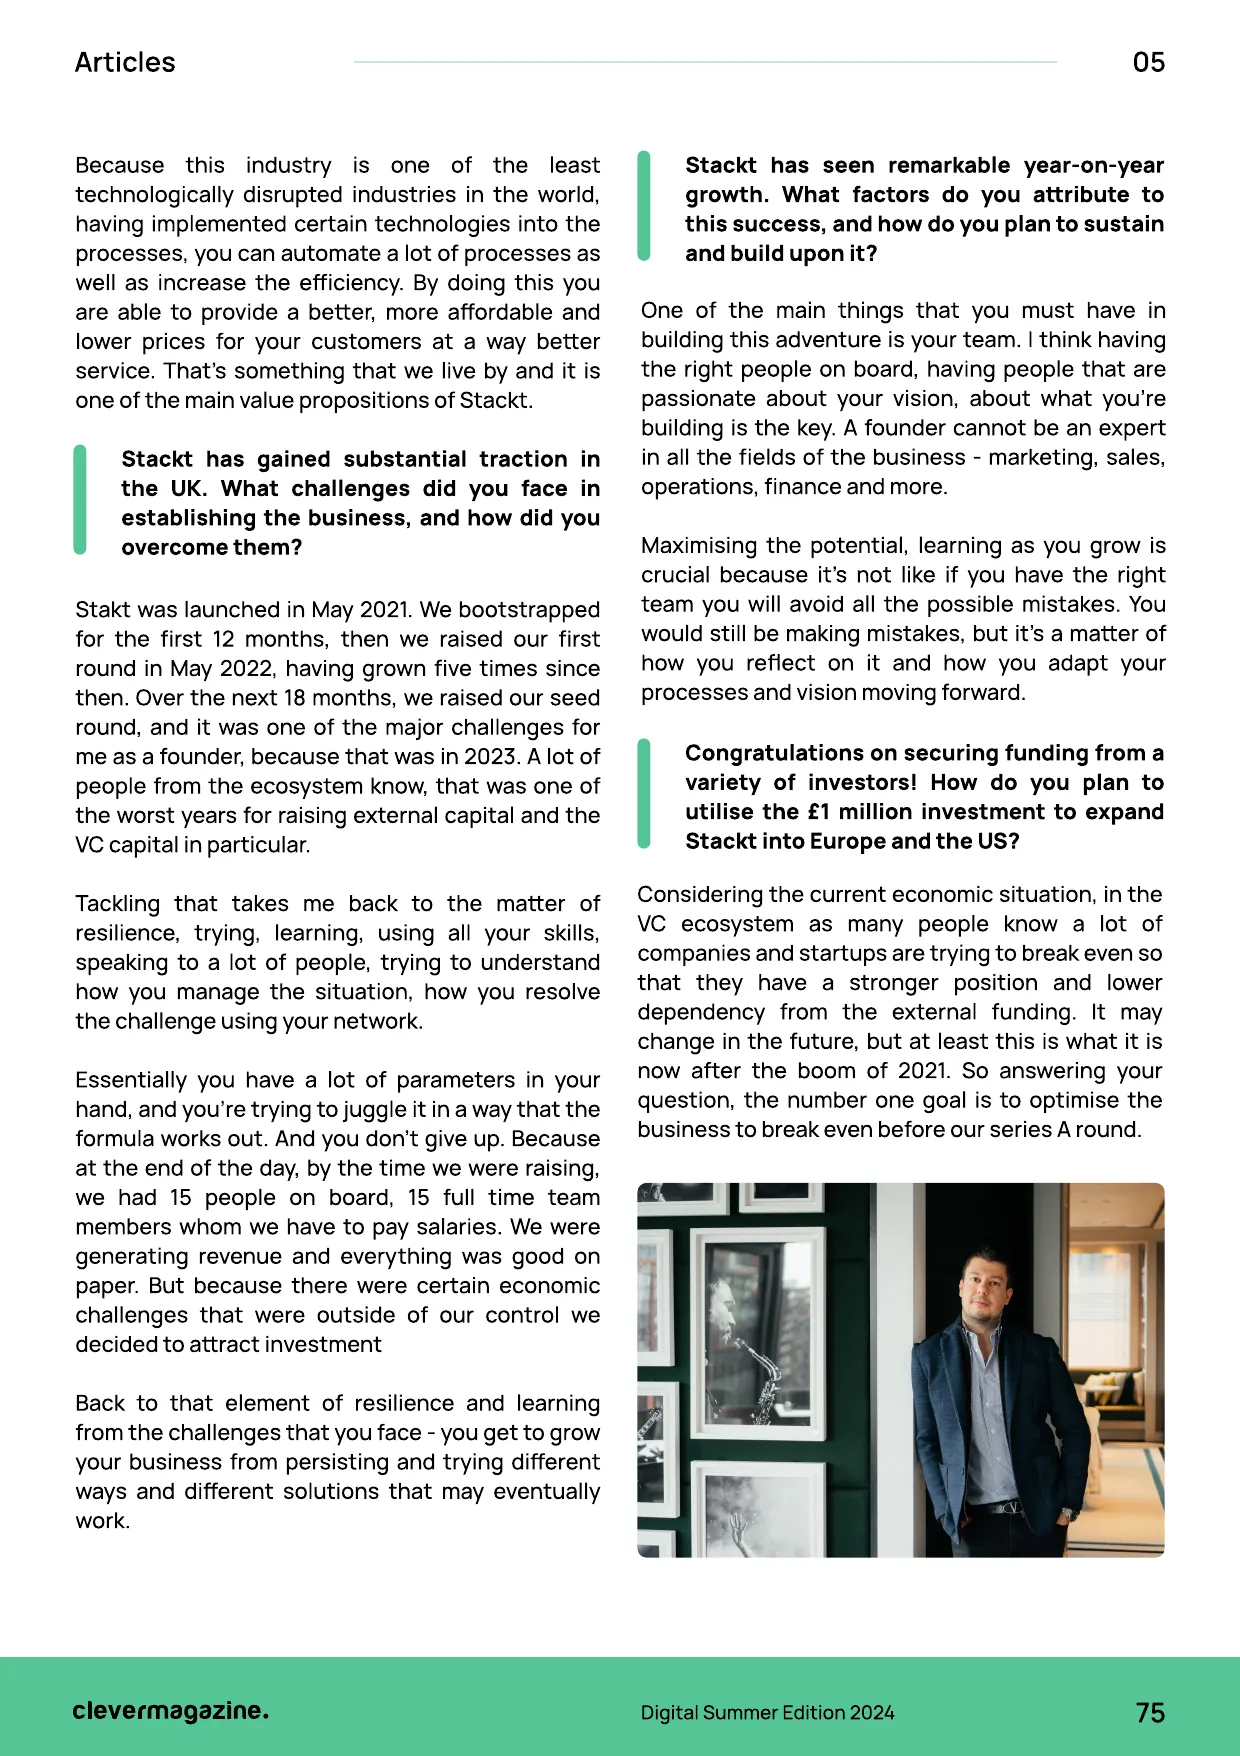 Articles
05
Because this industry is one of the least
technologically disrupted industries in the world,
having implemented certain technologies into the
processes, you can automate a lot of processes as
well as increase the efficiency. By doing this you
are able to provide a better, more affordable and
lower prices for your customers at a way better
service. That's something that we live by and it is
one of the main value propositions of Stackt.
Stackt has gained substantial traction in
the UK. What challenges did you face in
establishing the business, and how did you
overcome them?
Stakt was launched in May 2021. We bootstrapped
for the first 12 months, then we raised our first
round in May 2022, having grown five times since
then. Over the next 18 months, we raised our seed
round, and it was one of the major challenges for
me as a founder, because that was in 2023. A lot of
people from the ecosystem know, that was one of
the worst years for raising external capital and the
VC capital in particular.
Tackling that takes me back to the matter of
resilience, trying, learning, using all your skills,
speaking to a lot of people, trying to understand
how you manage the situation, how you resolve
the challenge using your network.
Essentially you have a lot of parameters in your
hand, and you're trying to juggle it in a way that the
formula works out. And you don't give up. Because
at the end of the day, by the time we were raising,
we had 15 people on board, 15 full time team
members whom we have to pay salaries. We were
generating revenue and everything was good on
paper. But because there were certain economic
challenges that were outside of our control we
decided to attract investment
Back to that element of resilience and learning
from the challenges that you face - you get to grow
your business from persisting and trying different
ways and different solutions that may eventually
work.
Stackt has seen remarkable year-on-year
growth. What factors do you attribute to
this success, and how do you plan to sustain
and build upon it?
One of the main things that you must have in
building this adventure is your team. I think having
the right people on board, having people that are
passionate about your vision, about what you're
building is the key. A founder cannot be an expert
in all the fields of the business - marketing, sales,
operations, finance and more.
Maximising the potential, learning as you grow is
crucial because it's not like if you have the right
team you will avoid all the possible mistakes. You
would still be making mistakes, but it's a matter of
how you reflect on it and how you adapt your
processes and vision moving forward.
Congratulations on securing funding from a
variety of investors! How do you plan to
utilise the £1 million investment to expand
Stackt into Europe and the US?
Considering the current economic situation, in the
VC ecosystem as many people know a lot of
companies and startups are trying to break even so
that they have a stronger position and lower
dependency from the external funding. It may
change in the future, but at least this is what it is
now after the boom of 2021. So answering your
question, the number one goal is to optimise the
business to break even before our series A round.
clevermagazine.
Digital Summer Edition 2024
75